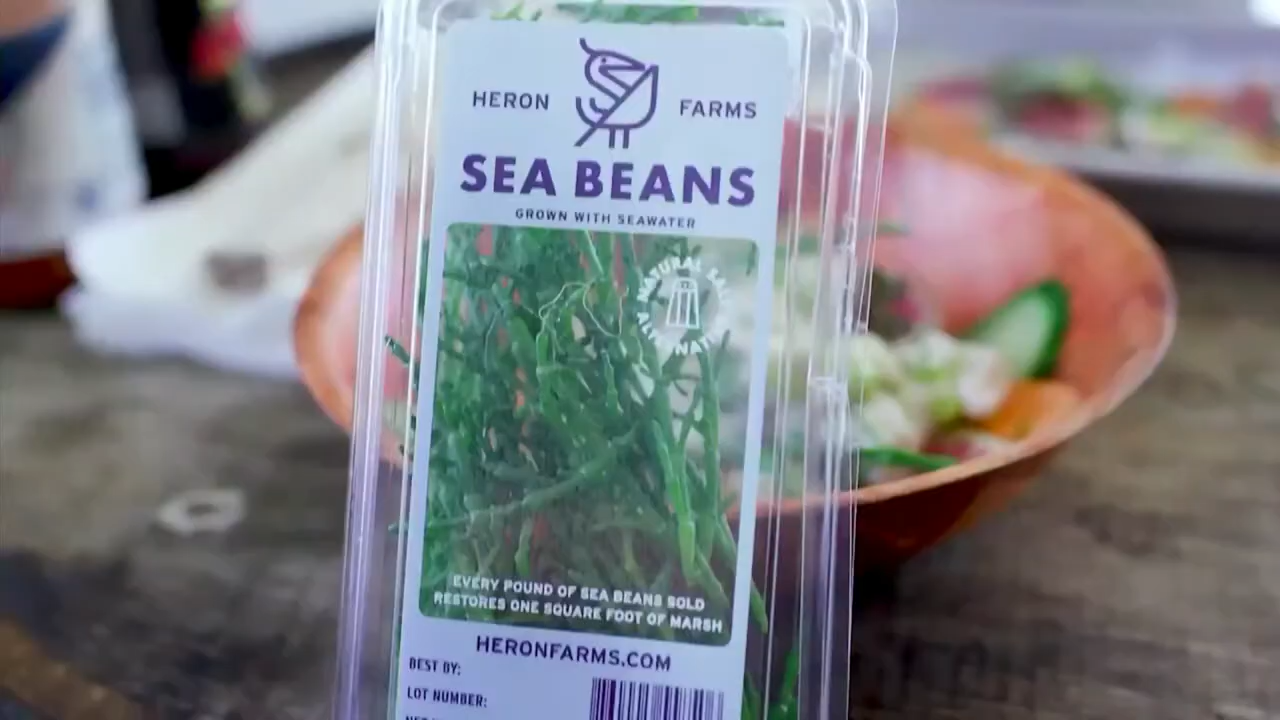 HERON FARMS
SEA BEANS
GROWN WITH SEAWATER
NATURAL SALT
EVERY POUND OF SEA BEANS SOLD
RESTORES ONE SQUARE FOOT OF MARSH
HERONFARMS.COM
BEST BY:
LOT NUMBER: